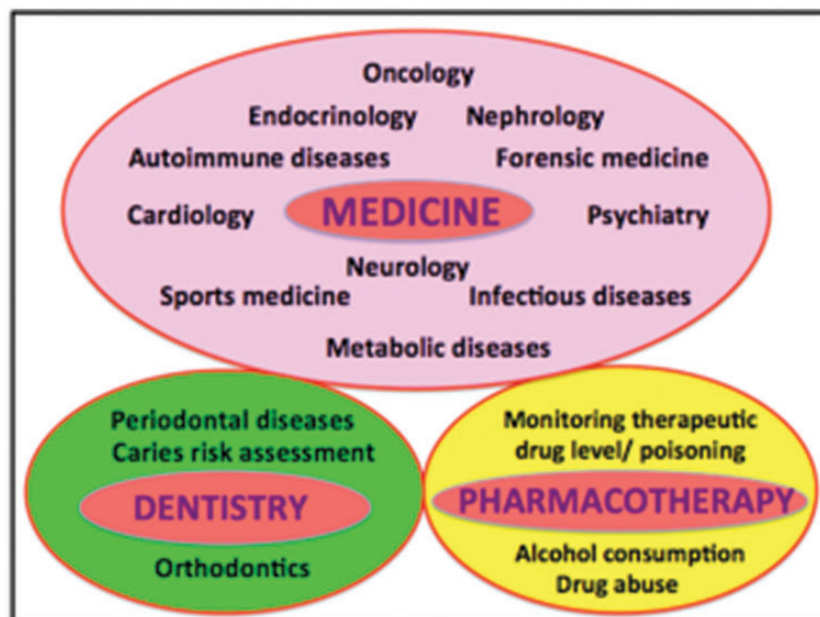 Oncology
Endocrinology Nephrology
Autoimmune diseases Forensic medicine
Cardiology MEDICINE Psychiatry
Neurology
Sports medicine Infectious diseases
Metabolic diseases
Periodontal diseases
Caries risk assessment
DENTISTRY
Orthodontics
Monitoring therapeutic
drug level/ poisoning
PHARMACOTHERAPY
Alcohol consumption
Drug abuse